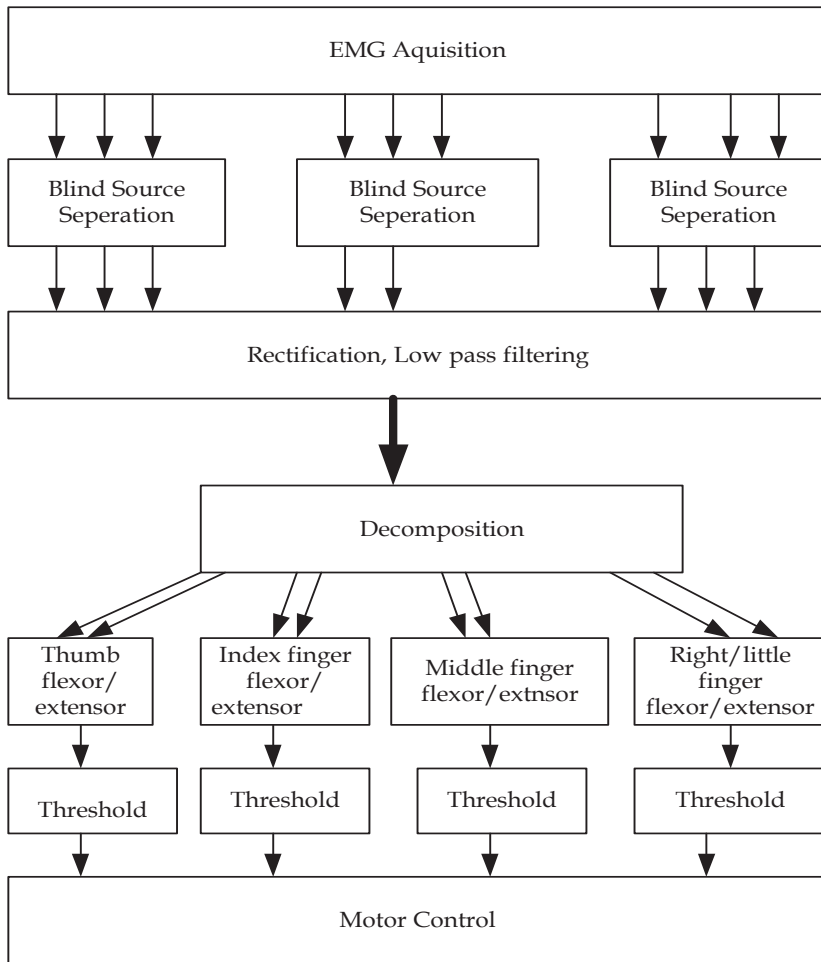 EMG Aquisition
Blind Source
Seperation
Blind Source
Seperation
Blind Source
Seperation
Rectification, Low pass filtering
Decomposition
Thumb
flexor/
extensor
Index finger
flexor/
extensor
Middle finger
flexor/extnsor
Right/little
finger
flexor/extensor
Threshold
Threshold
Threshold
Threshold
Motor Control